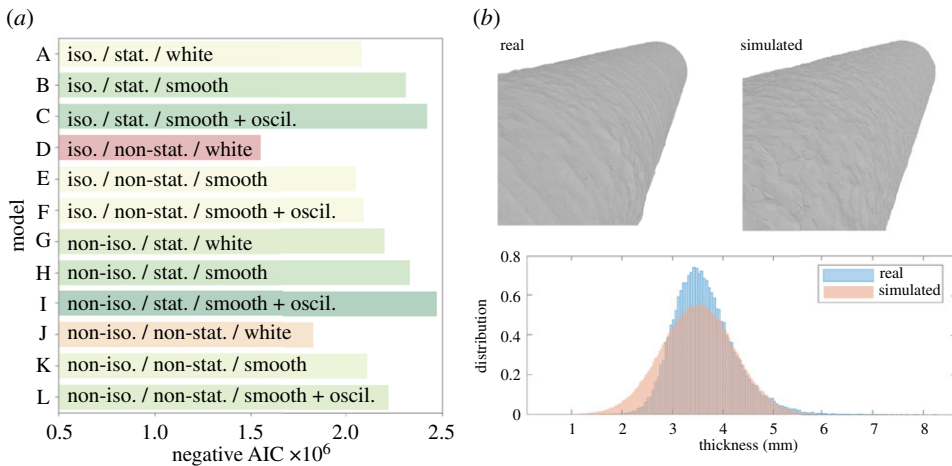 (a)
model
A iso. / stat. / white
B iso. / stat. / smooth
C iso. / stat. / smooth + oscil.
D iso. / non-stat. / white
E iso. / non-stat. / smooth
F iso. / non-stat. / smooth + oscil.
G non-iso. / stat. / white
H non-iso. / stat. / smooth
I non-iso. / stat. / smooth + oscil.
J non-iso. / non-stat. / white
K non-iso. / non-stat. / smooth
L non-iso. / non-stat. / smooth + oscil.
0.5 1.0 1.5 2.0 2.5
negative AIC ×10⁶
(b)
real
simulated
distribution
0.8
0.6
0.4
0.2
0
real
simulated
1 2 3 4 5 6 7 8
thickness (mm)